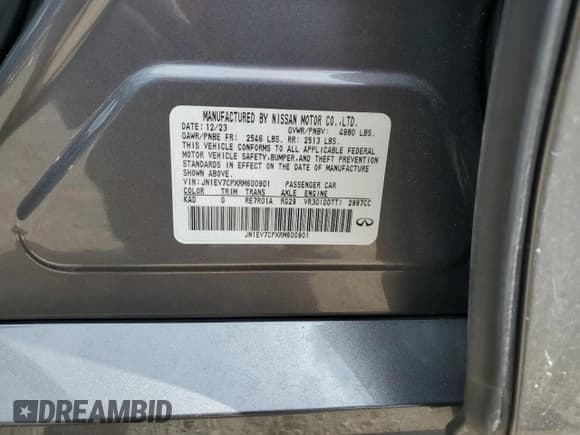 MANUFACTURED BY NISSAN MOTOR CO.,LTD.
DATE: 12/23 GVWR/PNBV: 4980 LBS.
GAWR/PNBE FR: 2546 LBS. RR: 2513 LBS.
THIS VEHICLE CONFORMS TO ALL APPLICABLE FEDERAL
MOTOR VEHICLE SAFETY,BUMPER,AND THEFT PREVENTION
STANDARDS IN EFFECT ON THE DATE OF MANUFACTURE
SHOWN ABOVE.
VIN: JN1EV7CPXRM600901 PASSENGER CAR
COLOR TRIM TRANS AXLE ENGINE
KAD G RE7R01A RG29 VR30(DDTT) 2997CC
JN1EV7CPXRM600901
DREAMBID